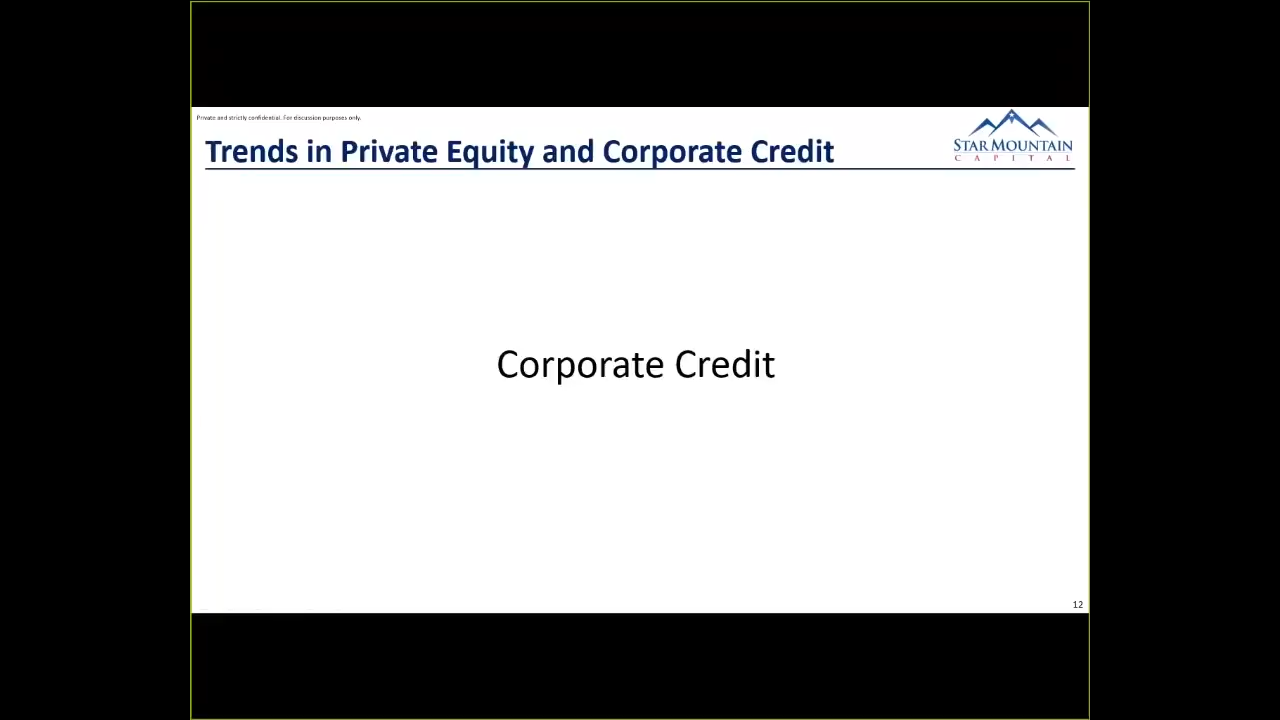 Private and strictly confidential. For discussion purposes only.
Trends in Private Equity and Corporate Credit
STAR MOUNTAIN
CAPITAL
Corporate Credit
12